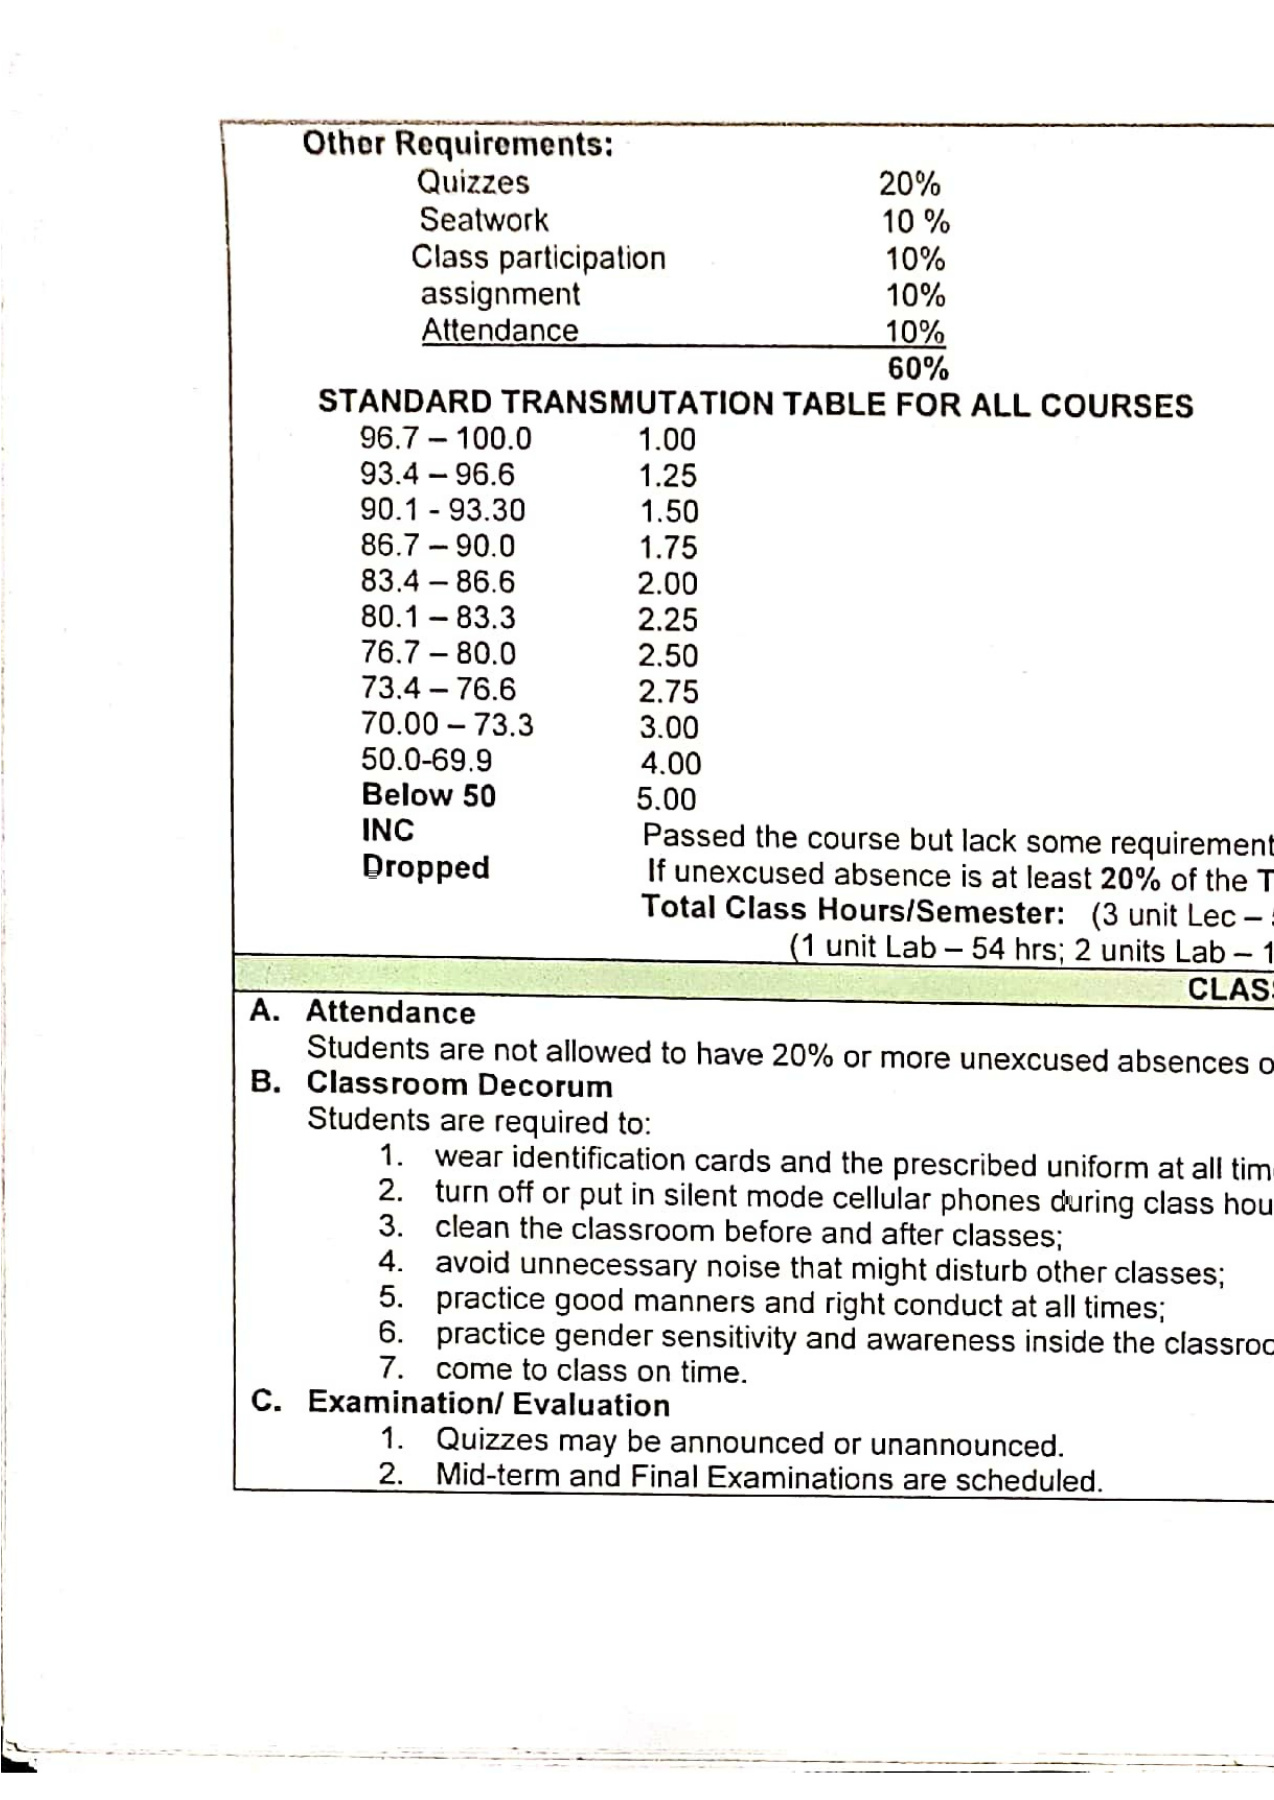 Other Requirements:
Quizzes 20%
Seatwork 10 %
Class participation 10%
assignment 10%
Attendance 10%
60%
STANDARD TRANSMUTATION TABLE FOR ALL COURSES
96.7 – 100.0 1.00
93.4 – 96.6 1.25
90.1 - 93.30 1.50
86.7 – 90.0 1.75
83.4 – 86.6 2.00
80.1 – 83.3 2.25
76.7 – 80.0 2.50
73.4 – 76.6 2.75
70.00 – 73.3 3.00
50.0-69.9 4.00
Below 50 5.00
INC Passed the course but lack some requirement
Dropped If unexcused absence is at least 20% of the T
Total Class Hours/Semester: (3 unit Lec –
(1 unit Lab – 54 hrs; 2 units Lab – 1
CLAS
A. Attendance
Students are not allowed to have 20% or more unexcused absences o
B. Classroom Decorum
Students are required to:
1. wear identification cards and the prescribed uniform at all tim
2. turn off or put in silent mode cellular phones during class hou
3. clean the classroom before and after classes;
4. avoid unnecessary noise that might disturb other classes;
5. practice good manners and right conduct at all times;
6. practice gender sensitivity and awareness inside the classroo
7. come to class on time.
C. Examination/ Evaluation
1. Quizzes may be announced or unannounced.
2. Mid-term and Final Examinations are scheduled.